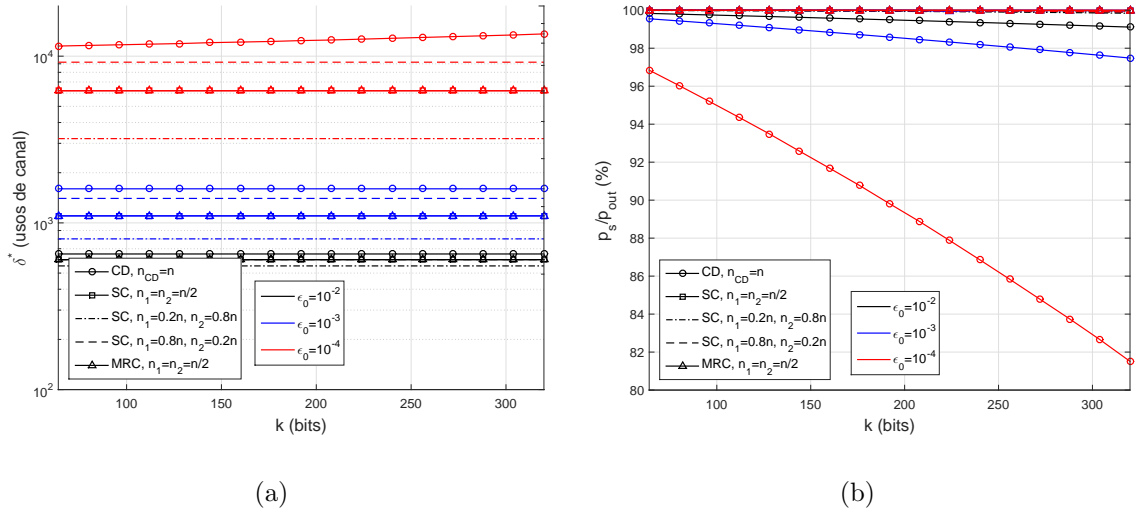 10^4
10^3
10^2
δ^* (usos de canal)
CD, n_CD=n
SC, n_1=n_2=n/2
SC, n_1=0.2n, n_2=0.8n
SC, n_1=0.8n, n_2=0.2n
MRC, n_1=n_2=n/2
ϵ_0=10^-2
ϵ_0=10^-3
ϵ_0=10^-4
100 150 200 250 300
k (bits)
(a)
100
98
96
94
92
90
88
86
84
82
80
p_s/p_out (%)
CD, n_CD=n
SC, n_1=n_2=n/2
SC, n_1=0.2n, n_2=0.8n
SC, n_1=0.8n, n_2=0.2n
MRC, n_1=n_2=n/2
ϵ_0=10^-2
ϵ_0=10^-3
ϵ_0=10^-4
100 150 200 250 300
k (bits)
(b)